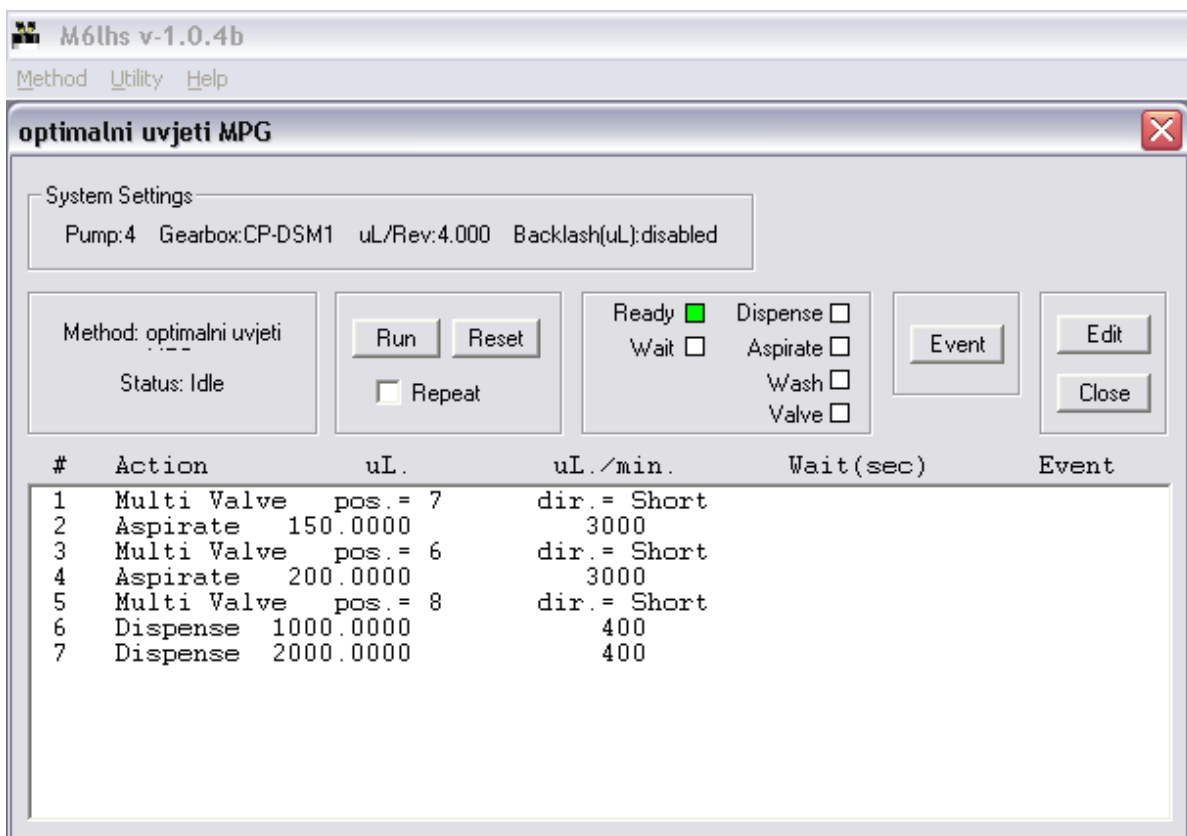 M6lhs v-1.0.4b
Method Utility Help
optimalni uvjeti MPG
System Settings
Pump:4 Gearbox:CP-DSM1 uL/Rev:4.000 Backlash(uL):disabled
Method: optimalni uvjeti
Status: Idle
Run Reset
Repeat
Ready Dispense
Wait Aspirate
Wash
Valve
Event
Edit
Close
# Action uL. uL./min. Wait(sec) Event
1 Multi Valve pos.= 7 dir.= Short
2 Aspirate 150.0000 3000
3 Multi Valve pos.= 6 dir.= Short
4 Aspirate 200.0000 3000
5 Multi Valve pos.= 8 dir.= Short
6 Dispense 1000.0000 400
7 Dispense 2000.0000 400